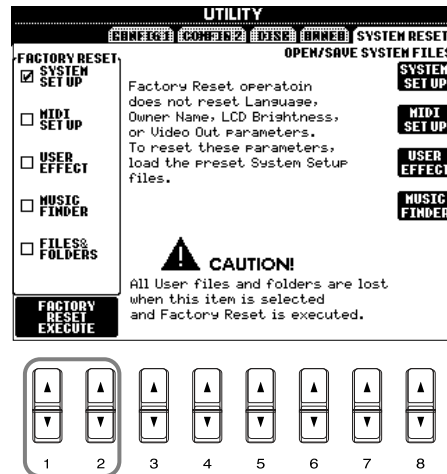 UTILITY
CONFIG1 CONFIG2 DISK OWNER SYSTEM RESET
FACTORY RESET
SYSTEM SET UP
MIDI SET UP
USER EFFECT
MUSIC FINDER
FILES& FOLDERS
FACTORY RESET EXECUTE
Factory Reset operatoin
does not reset Language,
Owner Name, LCD Brightness,
or Video Out parameters.
To reset these parameters,
load the preset System Setup
files.
CAUTION!
All User files and folders are lost
when this item is selected
and Factory Reset is executed.
OPEN/SAVE SYSTEM FILES
SYSTEM SET UP
MIDI SET UP
USER EFFECT
MUSIC FINDER
1 2 3 4 5 6 7 8